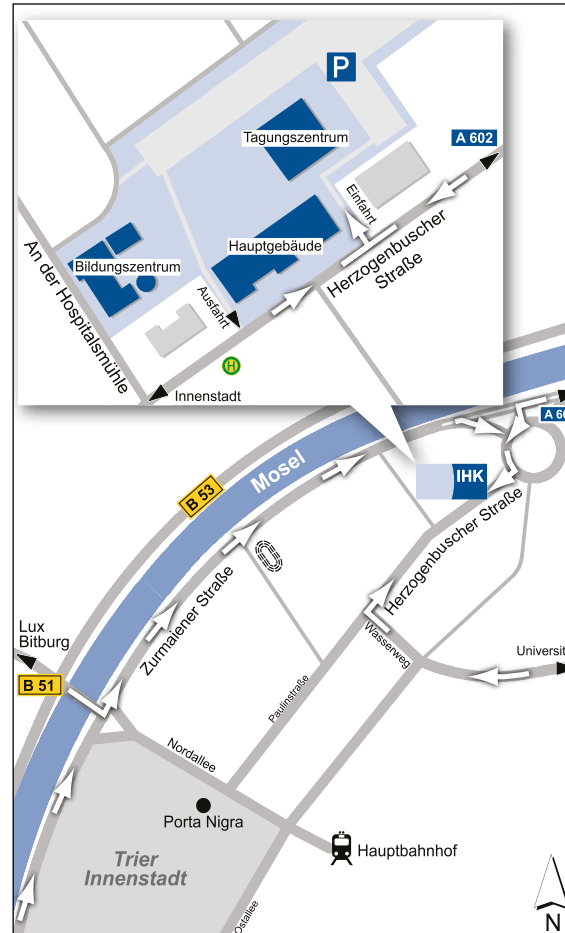 P
Tagungszentrum
A 602
Einfahrt
Hauptgebäude
Herzogenbuscher
Straße
Bildungszentrum
An der Hospitalsmühle
Ausfahrt
H
Innenstadt
A 60
Mosel
IHK
B 53
Herzogenbuscher Straße
Zurmaiener Straße
Lux
Bitburg
Wasserweg
Universit
B 51
Paulinstraße
Nordallee
Porta Nigra
Hauptbahnhof
Trier
Innenstadt
Ostallee
N